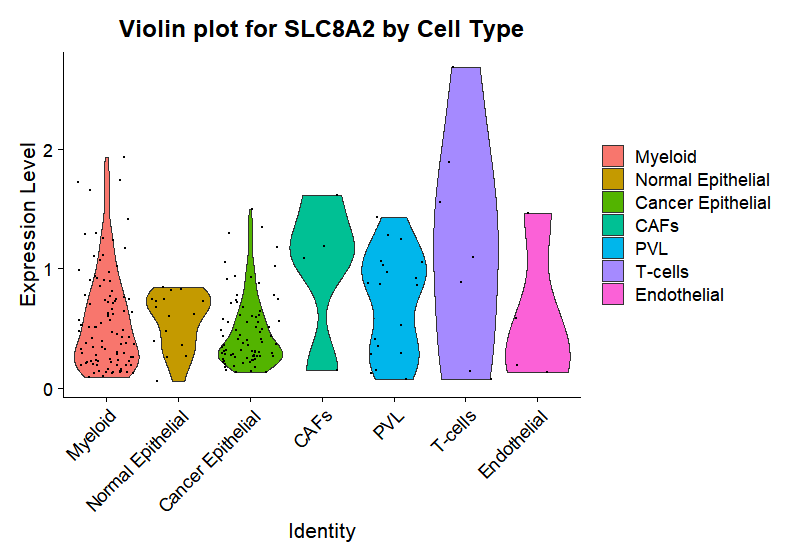 Violin plot for SLC8A2 by Cell Type
Expression Level
2
1
0
Myeloid
Normal Epithelial
Cancer Epithelial
CAFs
PVL
T-cells
Endothelial
Identity
Myeloid
Normal Epithelial
Cancer Epithelial
CAFs
PVL
T-cells
Endothelial